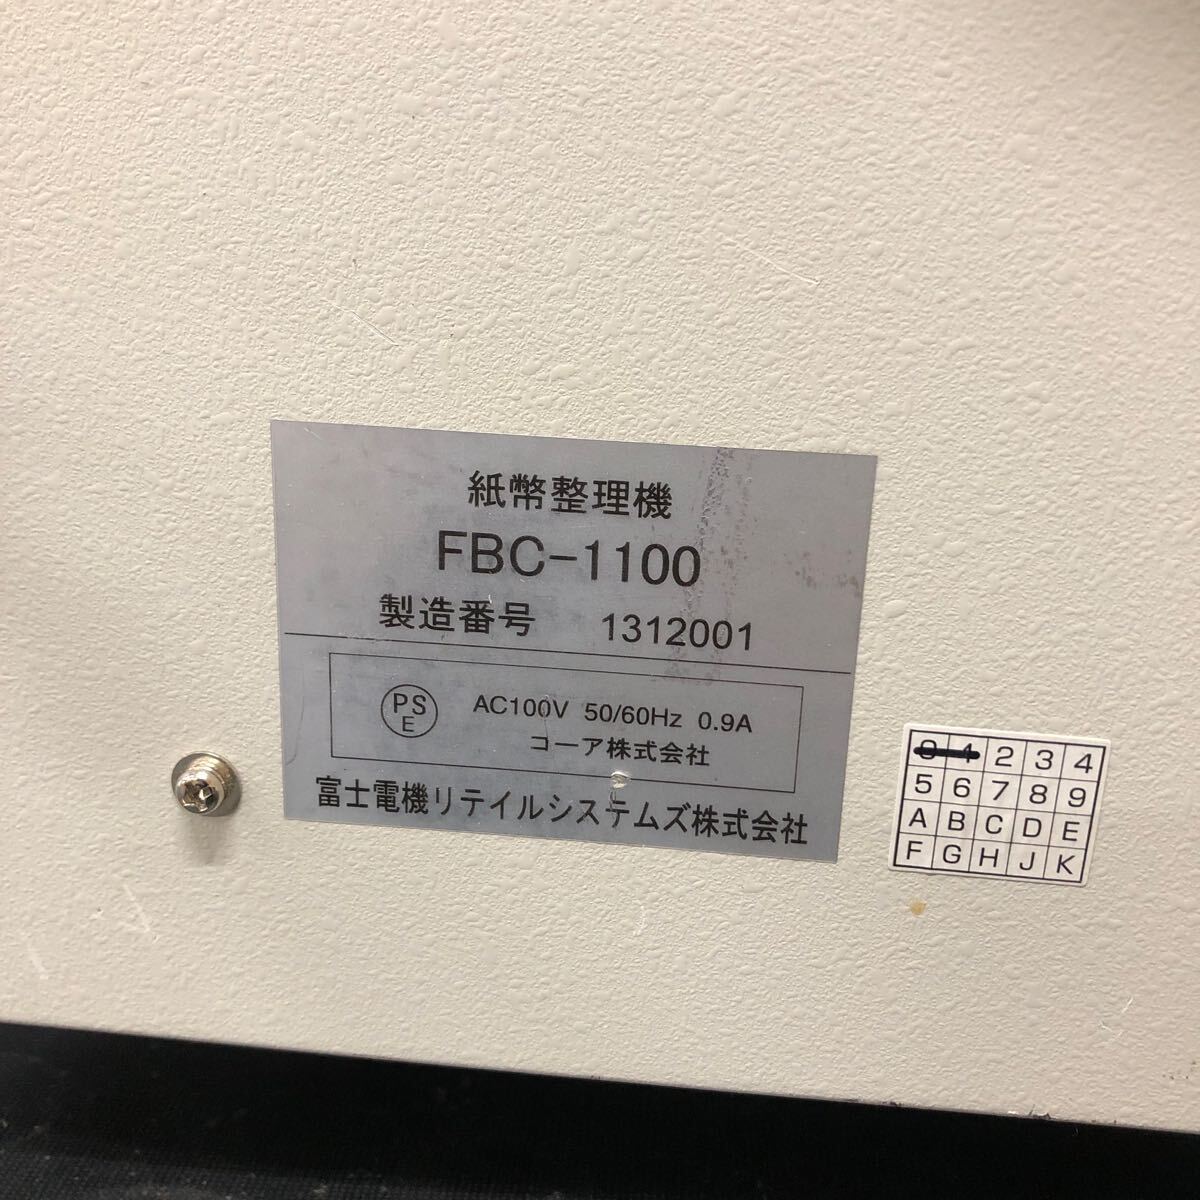 紙幣整理機
FBC-1100
製造番号 1312001
PS
E
AC100V 50/60Hz 0.9A
コーア株式会社
富士電機リテイルシステムズ株式会社
0 1 2 3 4
5 6 7 8 9
A B C D E
F G H J K